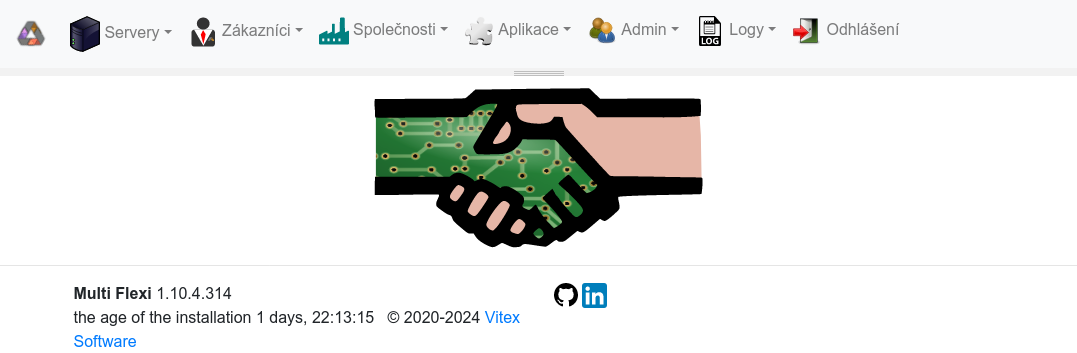 Servery Zákazníci Společnosti Aplikace Admin LOG Logy Odhlášení
Multi Flexi 1.10.4.314
the age of the installation 1 days, 22:13:15 © 2020-2024 Vitex
Software
in